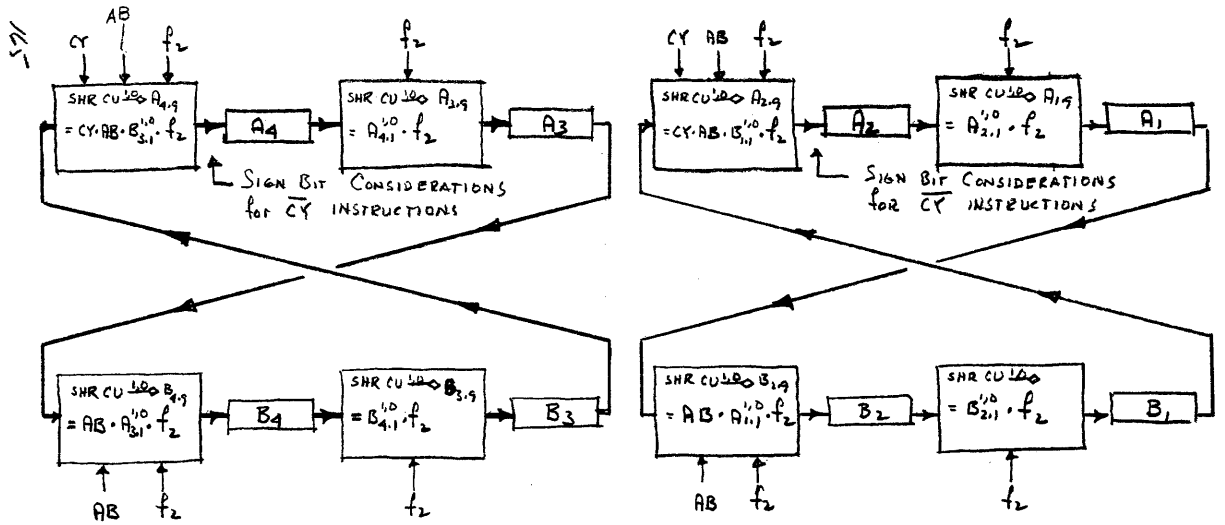 CY AB f₂ f₂
SHR CU 1,0 A4.9
= CY·AB·B3.1^1,0·f₂
A4
SHR CU 1,0 A3.9
= A4.1^1,0·f₂
A3
SIGN BIT CONSIDERATIONS
for C̅Y̅ INSTRUCTIONS
CY AB f₂ f₂
SHR CU 1,0 A2.9
= CY·AB·B1.1^1,0·f₂
A2
SHR CU 1,0 A1.9
= A2.1^1,0·f₂
A1
SIGN BIT CONSIDERATIONS
for C̅Y̅ INSTRUCTIONS
SHR CU 1,0 B4.9
= AB·A3.1^1,0·f₂
B4
SHR CU 1,0 B3.9
= B4.1^1,0·f₂
B3
AB f₂ f₂
SHR CU 1,0 B2.9
= AB·A1.1^1,0·f₂
B2
SHR CU 1,0
= B2.1^1,0·f₂
B1
AB f₂ f₂